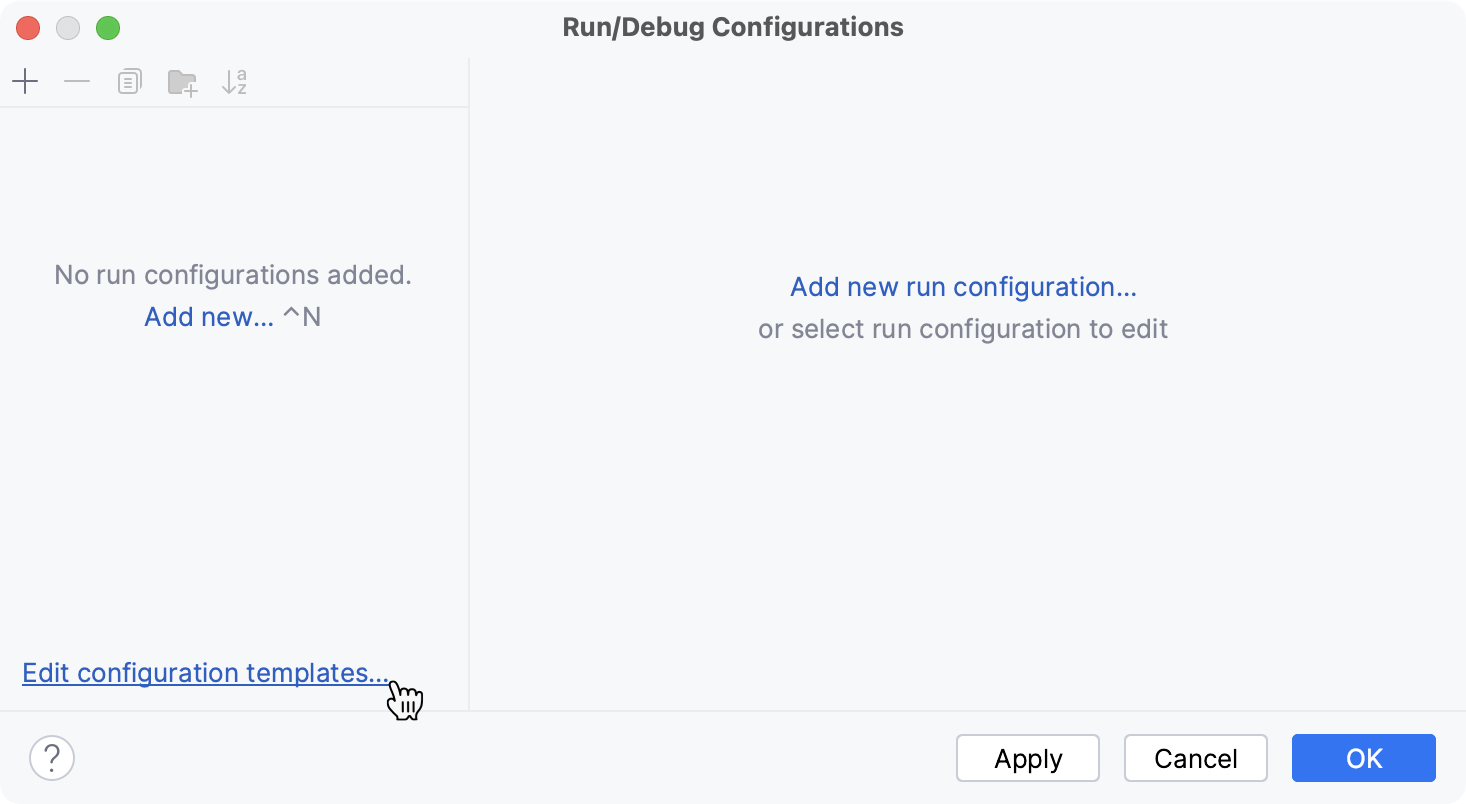 Run/Debug Configurations
No run configurations added.
Add new... ^N
Add new run configuration...
or select run configuration to edit
Edit configuration templates...
?
Apply
Cancel
OK